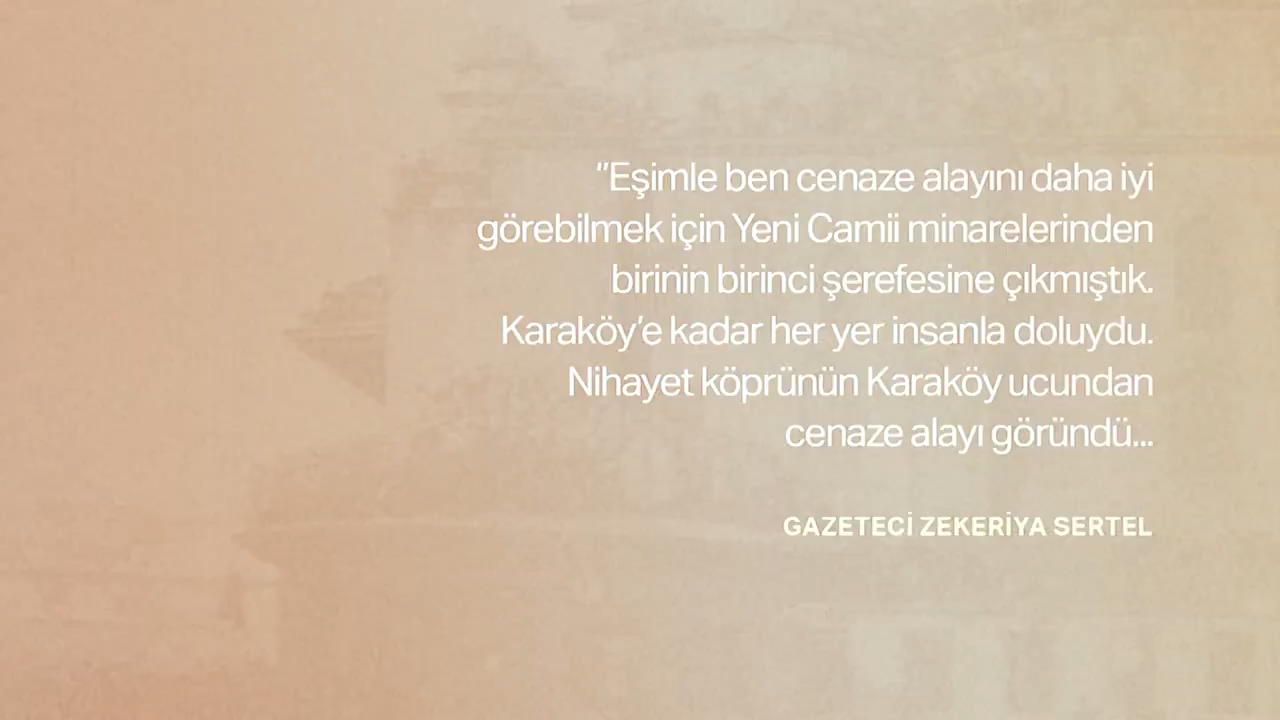 "Eşimle ben cenaze alayını daha iyi
görebilmek için Yeni Camii minarelerinden
birinin birinci şerefesine çıkmıştık.
Karaköy'e kadar her yer insanla doluydu.
Nihayet köprünün Karaköy ucundan
cenaze alayı göründü...
GAZETECİ ZEKERİYA SERTEL